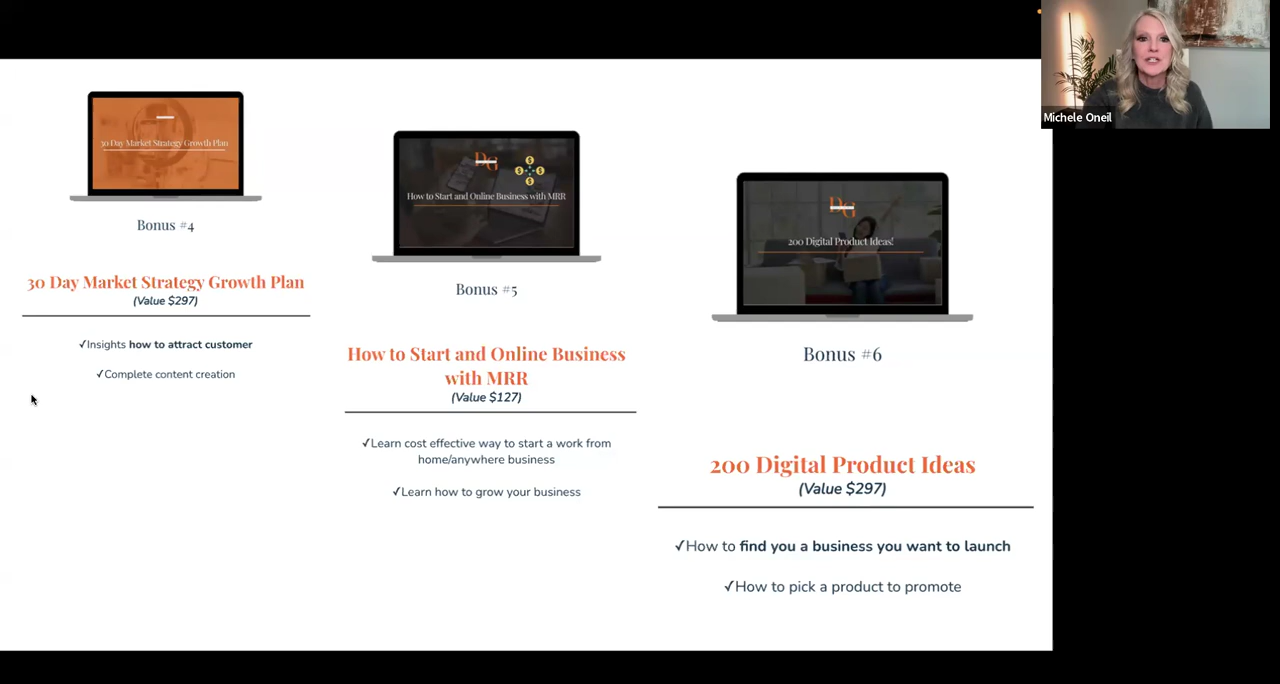 Michele Oneil
30 Day Market Strategy Growth Plan
Bonus #4
30 Day Market Strategy Growth Plan
(Value $297)
✓Insights how to attract customer
✓Complete content creation
DG
How to Start and Online Business with MRR
Bonus #5
How to Start and Online Business
with MRR
(Value $127)
✓Learn cost effective way to start a work from
home/anywhere business
✓Learn how to grow your business
DG
200 Digital Product Ideas!
Bonus #6
200 Digital Product Ideas
(Value $297)
✓How to find you a business you want to launch
✓How to pick a product to promote